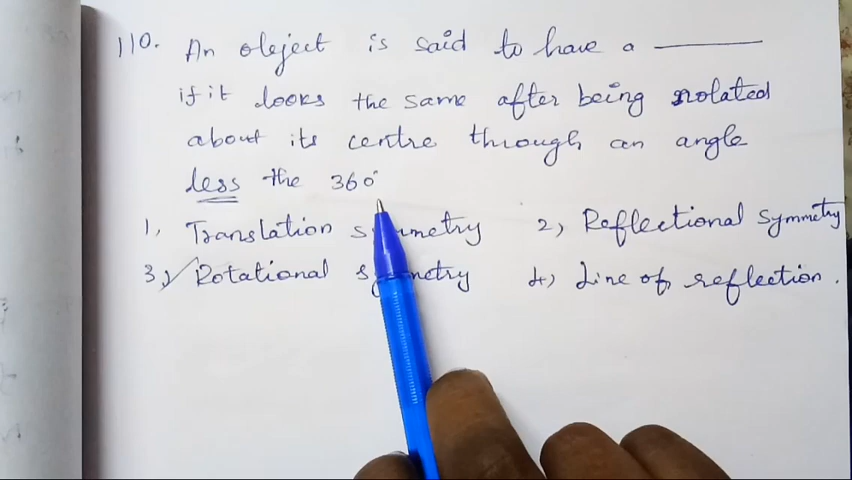 110. An object is said to have a ———
if it looks the same after being rotated
about its centre through an angle
less the 360°
1, Translation symmetry 2, Reflectional symmetry
3, Rotational symmetry 4, Line of reflection.